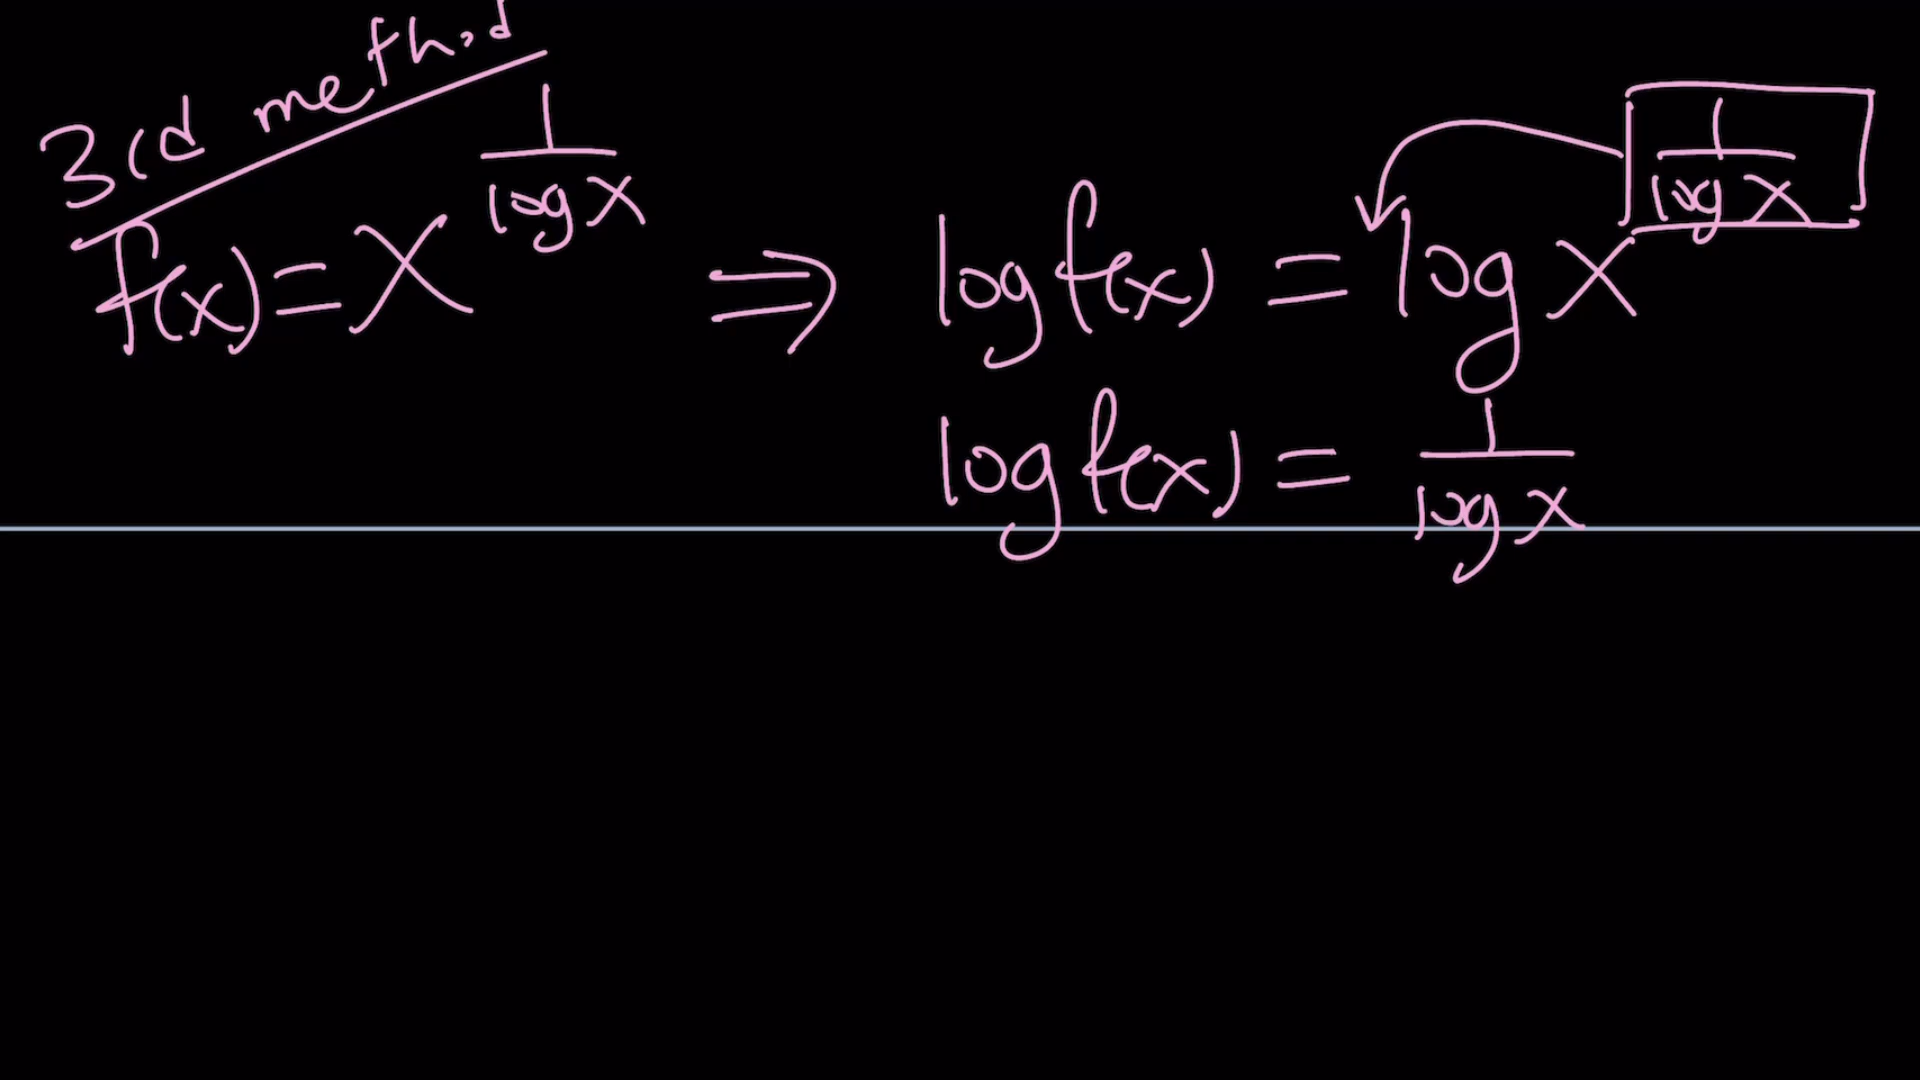 3rd method
f(x) = x^(1/log x) ⇒ log f(x) = log x^(1/log x)
log f(x) = 1/log x